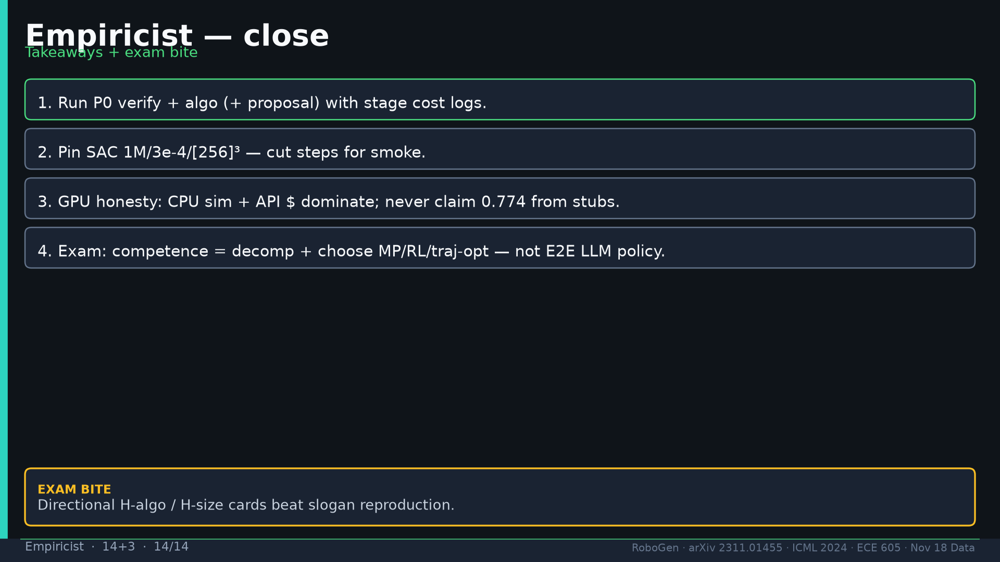 Empiricist — close
Takeaways + exam bite
1. Run P0 verify + algo (+ proposal) with stage cost logs.
2. Pin SAC 1M/3e-4/[256]³ — cut steps for smoke.
3. GPU honesty: CPU sim + API $ dominate; never claim 0.774 from stubs.
4. Exam: competence = decomp + choose MP/RL/traj-opt — not E2E LLM policy.
EXAM BITE
Directional H-algo / H-size cards beat slogan reproduction.
Empiricist · 14+3 · 14/14
RoboGen · arXiv 2311.01455 · ICML 2024 · ECE 605 · Nov 18 Data